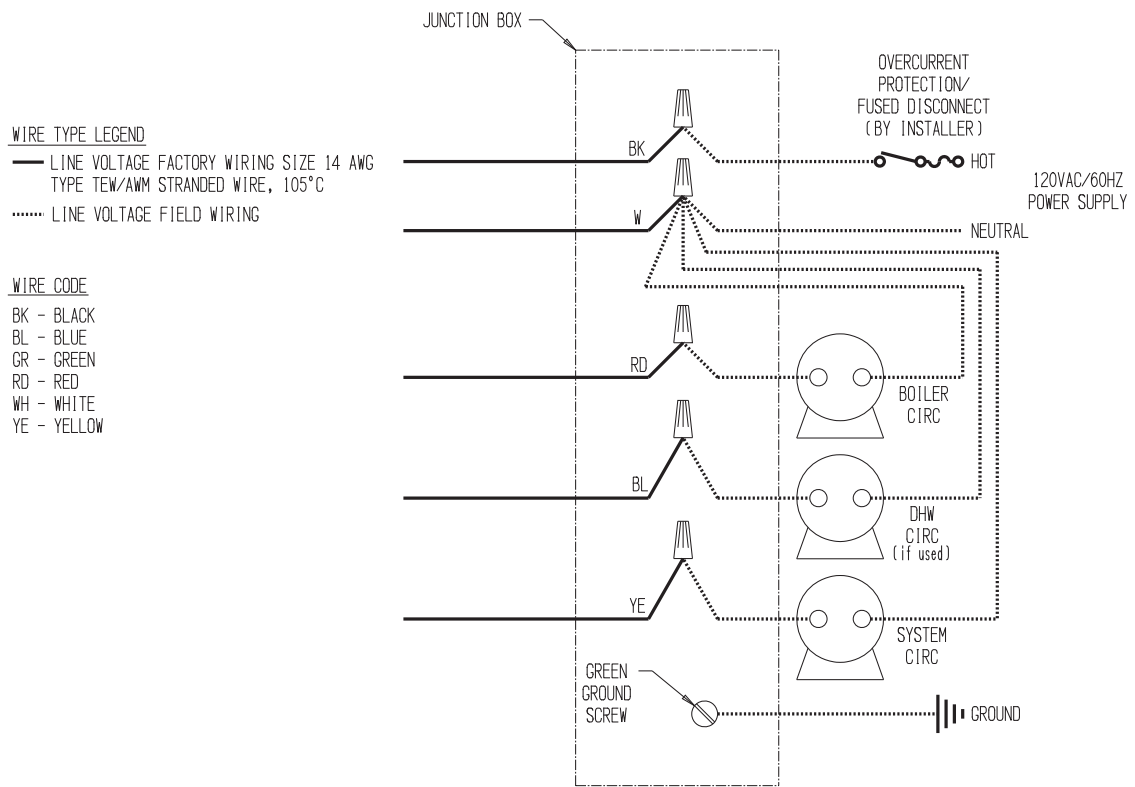 JUNCTION BOX
OVERCURRENT
PROTECTION/
FUSED DISCONNECT
(BY INSTALLER)
WIRE TYPE LEGEND
LINE VOLTAGE FACTORY WIRING SIZE 14 AWG
TYPE TEW/AWM STRANDED WIRE, 105°C
LINE VOLTAGE FIELD WIRING
BK
HOT
120VAC/60HZ
POWER SUPPLY
W
NEUTRAL
WIRE CODE
BK - BLACK
BL - BLUE
GR - GREEN
RD - RED
WH - WHITE
YE - YELLOW
RD
BOILER
CIRC
BL
DHW
CIRC
(if used)
YE
SYSTEM
CIRC
GREEN
GROUND
SCREW
GROUND